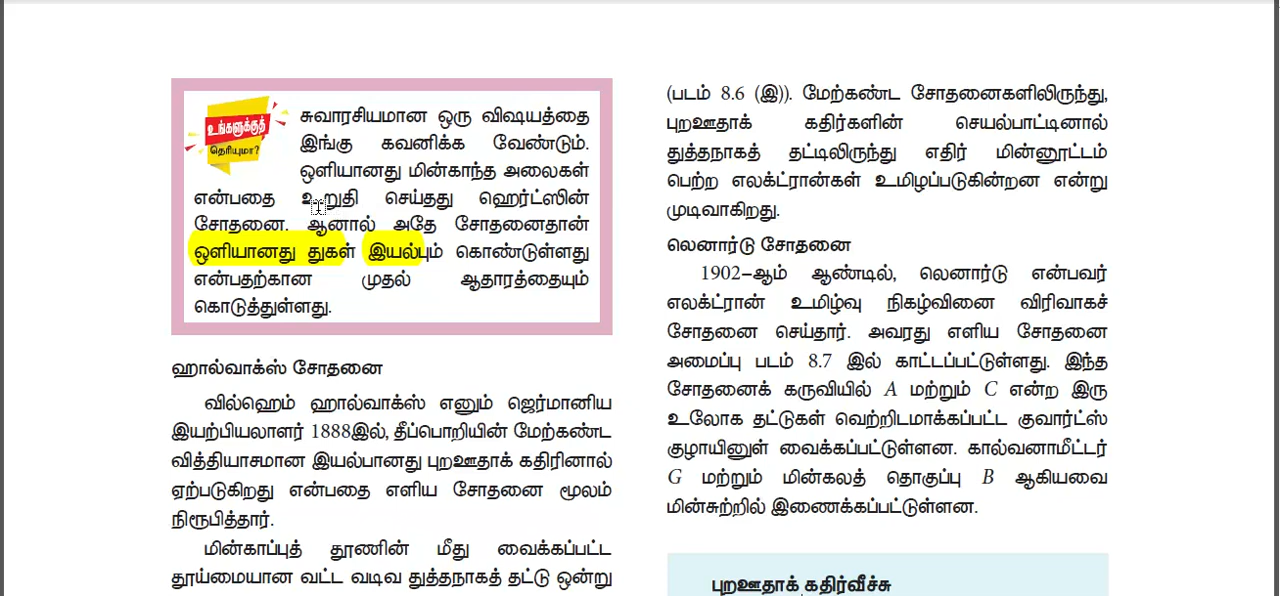 உங்களுக்குத்
தெரியுமா?
சுவாரசியமான ஒரு விஷயத்தை
இங்கு கவனிக்க வேண்டும்.
ஒளியானது மின்காந்த அலைகள்
என்பதை உறுதி செய்தது ஹெர்ட்ஸின்
சோதனை. ஆனால் அதே சோதனைதான்
ஒளியானது துகள் இயல்பும் கொண்டுள்ளது
என்பதற்கான முதல் ஆதாரத்தையும்
கொடுத்துள்ளது.
ஹால்வாக்ஸ் சோதனை
வில்ஹெம் ஹால்வாக்ஸ் எனும் ஜெர்மானிய
இயற்பியலாளர் 1888இல், தீப்பொறியின் மேற்கண்ட
வித்தியாசமான இயல்பானது புறஊதாக் கதிரினால்
ஏற்படுகிறது என்பதை எளிய சோதனை மூலம்
நிரூபித்தார்.
மின்காப்புத் தூணின் மீது வைக்கப்பட்ட
தூய்மையான வட்ட வடிவ துத்தநாகத் தட்டு ஒன்று
(படம் 8.6 (இ)). மேற்கண்ட சோதனைகளிலிருந்து,
புறஊதாக் கதிர்களின் செயல்பாட்டினால்
துத்தநாகத் தட்டிலிருந்து எதிர் மின்னூட்டம்
பெற்ற எலக்ட்ரான்கள் உமிழப்படுகின்றன என்று
முடிவாகிறது.
லெனார்டு சோதனை
1902–ஆம் ஆண்டில், லெனார்டு என்பவர்
எலக்ட்ரான் உமிழ்வு நிகழ்வினை விரிவாகச்
சோதனை செய்தார். அவரது எளிய சோதனை
அமைப்பு படம் 8.7 இல் காட்டப்பட்டுள்ளது. இந்த
சோதனைக் கருவியில் A மற்றும் C என்ற இரு
உலோக தட்டுகள் வெற்றிடமாக்கப்பட்ட குவார்ட்ஸ்
குழாயினுள் வைக்கப்பட்டுள்ளன. கால்வனாமீட்டர்
G மற்றும் மின்கலத் தொகுப்பு B ஆகியவை
மின்சுற்றில் இணைக்கப்பட்டுள்ளன.
புறஊதாக் கதிர்வீச்சு